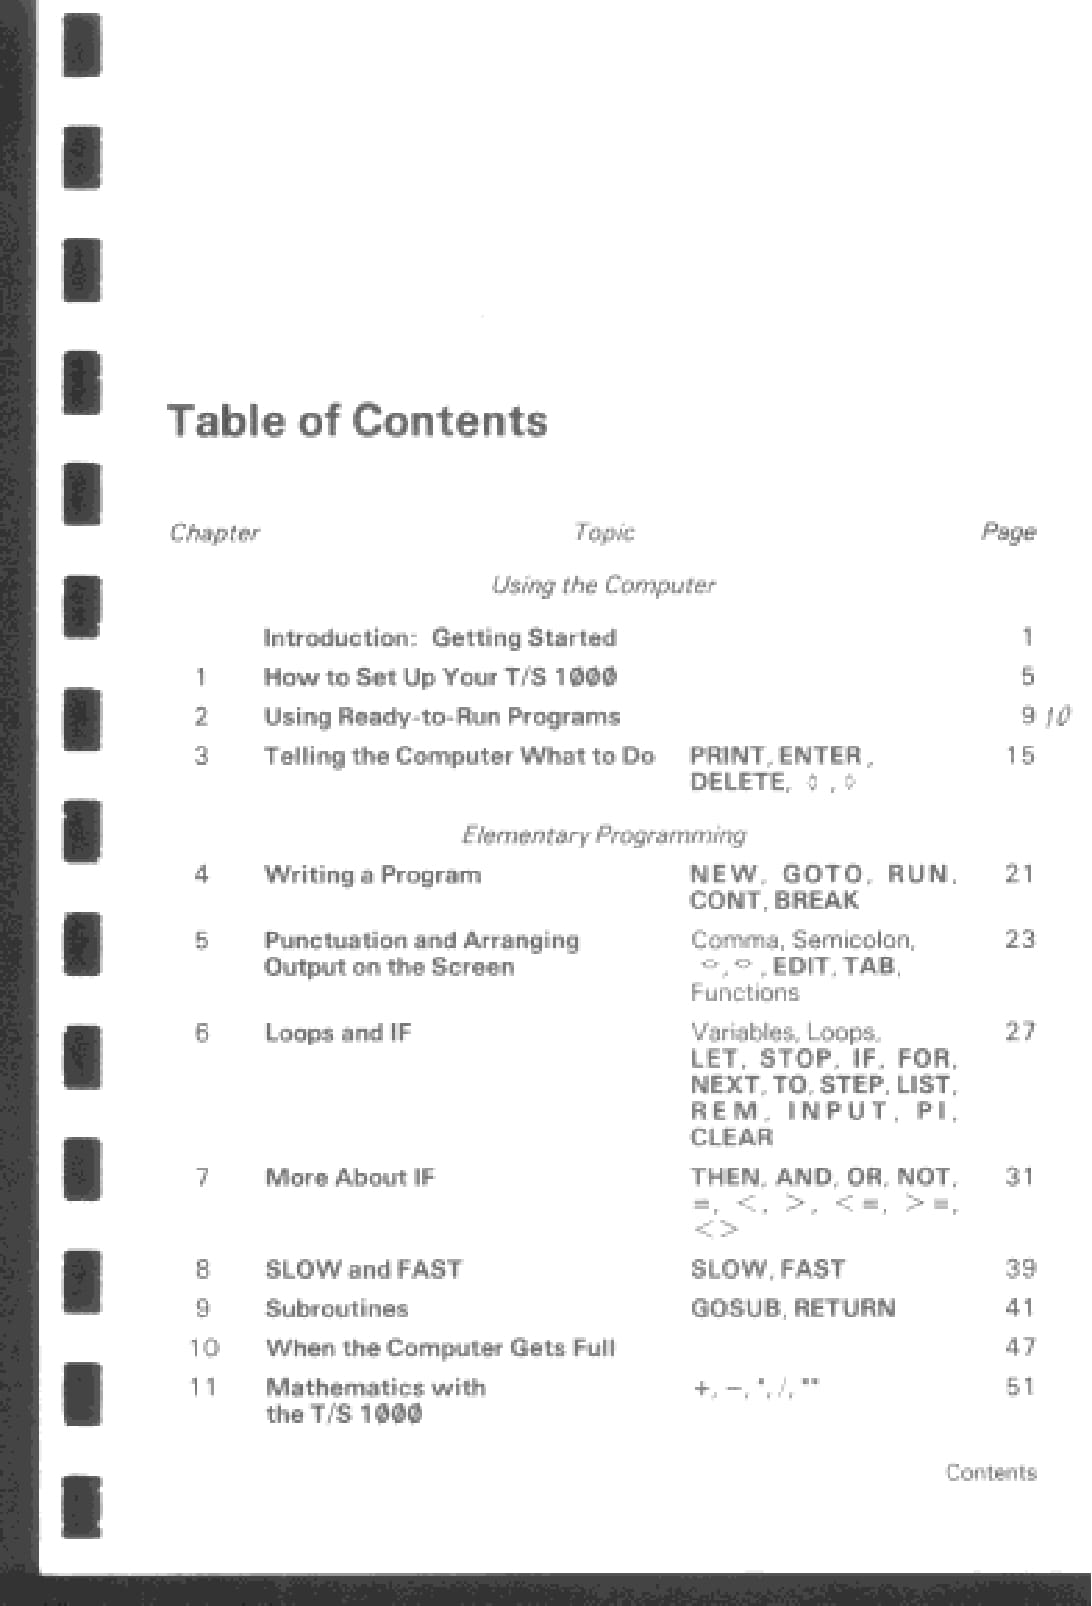 Table of Contents
Chapter Topic Page
Using the Computer
Introduction: Getting Started 1
1 How to Set Up Your T/S 1000 5
2 Using Ready-to-Run Programs 9 10
3 Telling the Computer What to Do PRINT, ENTER, 15
DELETE, ⇧, ⇩
Elementary Programming
4 Writing a Program NEW, GOTO, RUN, 21
CONT, BREAK
5 Punctuation and Arranging Comma, Semicolon, 23
Output on the Screen ⇦, ⇨, EDIT, TAB,
Functions
6 Loops and IF Variables, Loops, 27
LET, STOP, IF, FOR,
NEXT, TO, STEP, LIST,
REM, INPUT, PI,
CLEAR
7 More About IF THEN, AND, OR, NOT, 31
=, <, >, <=, >=,
<>
8 SLOW and FAST SLOW, FAST 39
9 Subroutines GOSUB, RETURN 41
10 When the Computer Gets Full 47
11 Mathematics with +, −, *, /, ** 51
the T/S 1000
Contents